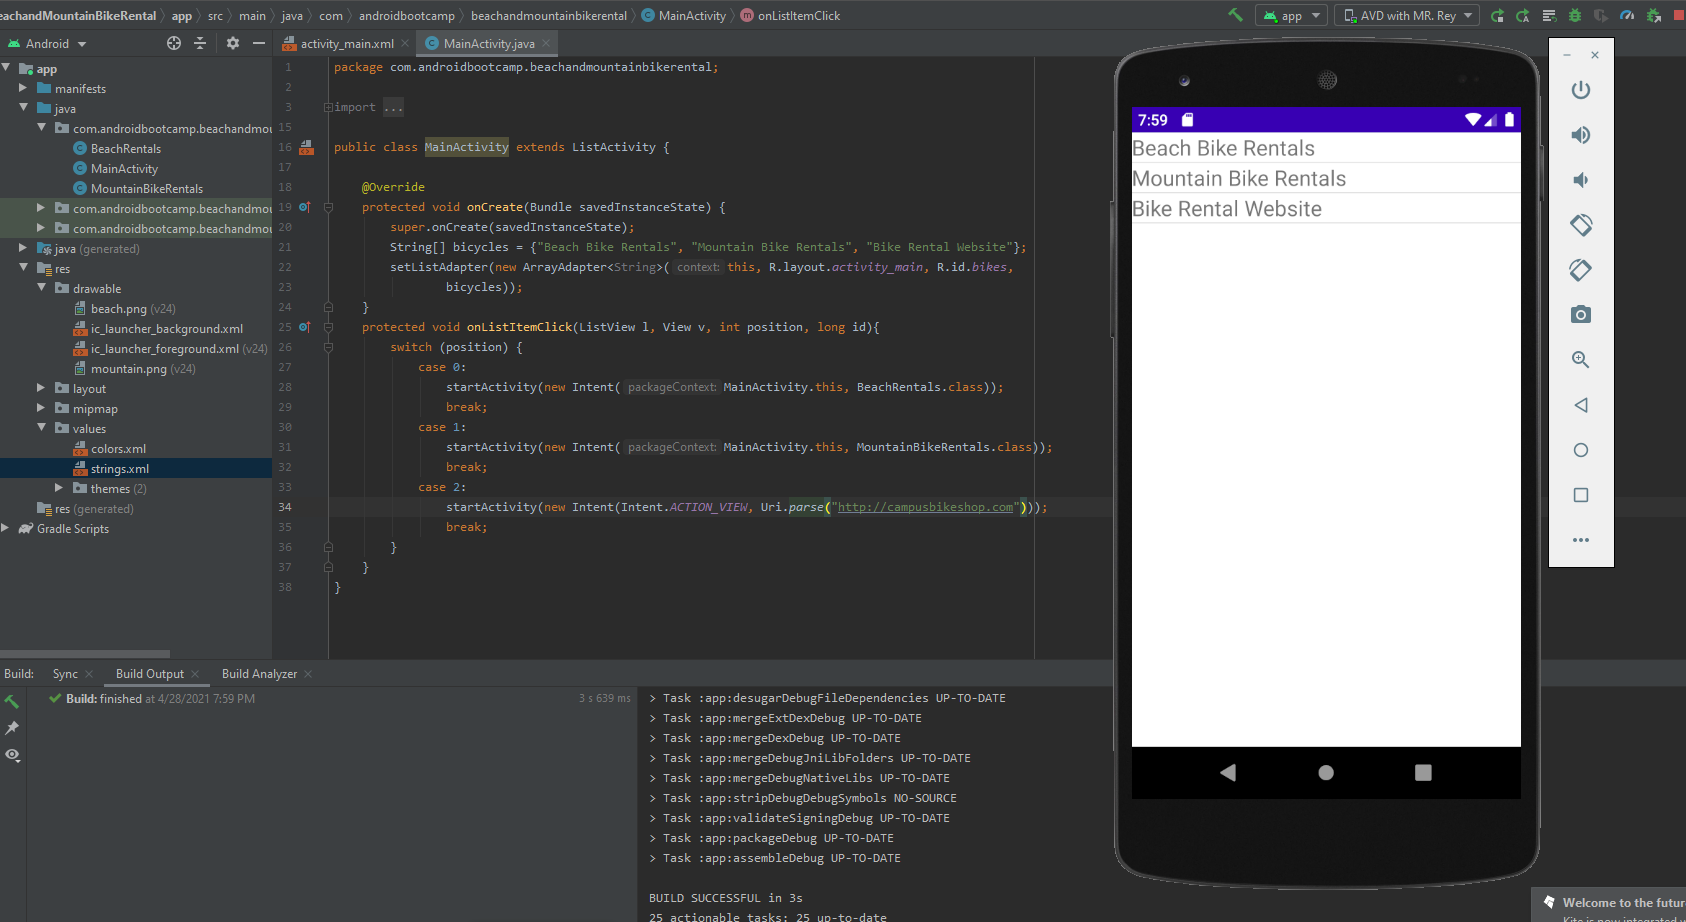 eachandMountainBikeRental app src main java com androidbootcamp beachandmountainbikerental MainActivity onListItemClick app AVD with MR. Rey
Android activity_main.xml MainActivity.java
app
manifests
java
com.androidbootcamp.beachandmou
BeachRentals
MainActivity
MountainBikeRentals
com.androidbootcamp.beachandmou
com.androidbootcamp.beachandmou
java (generated)
res
drawable
beach.png (v24)
ic_launcher_background.xml
ic_launcher_foreground.xml (v24)
mountain.png (v24)
layout
mipmap
values
colors.xml
strings.xml
themes (2)
res (generated)
Gradle Scripts
1 package com.androidbootcamp.beachandmountainbikerental;
2
3 import ...
15
16 public class MainActivity extends ListActivity {
17
18 @Override
19 protected void onCreate(Bundle savedInstanceState) {
20 super.onCreate(savedInstanceState);
21 String[] bicycles = {"Beach Bike Rentals", "Mountain Bike Rentals", "Bike Rental Website"};
22 setListAdapter(new ArrayAdapter<String>( context: this, R.layout.activity_main, R.id.bikes,
23 bicycles));
24 }
25 protected void onListItemClick(ListView l, View v, int position, long id){
26 switch (position) {
27 case 0:
28 startActivity(new Intent( packageContext: MainActivity.this, BeachRentals.class));
29 break;
30 case 1:
31 startActivity(new Intent( packageContext: MainActivity.this, MountainBikeRentals.class));
32 break;
33 case 2:
34 startActivity(new Intent(Intent.ACTION_VIEW, Uri.parse("http://campusbikeshop.com")));
35 break;
36 }
37 }
38 }
7:59
Beach Bike Rentals
Mountain Bike Rentals
Bike Rental Website
Build: Sync Build Output Build Analyzer
Build: finished at 4/28/2021 7:59 PM 3 s 639 ms
> Task :app:desugarDebugFileDependencies UP-TO-DATE
> Task :app:mergeExtDexDebug UP-TO-DATE
> Task :app:mergeDexDebug UP-TO-DATE
> Task :app:mergeDebugJniLibFolders UP-TO-DATE
> Task :app:mergeDebugNativeLibs UP-TO-DATE
> Task :app:stripDebugDebugSymbols NO-SOURCE
> Task :app:validateSigningDebug UP-TO-DATE
> Task :app:packageDebug UP-TO-DATE
> Task :app:assembleDebug UP-TO-DATE
BUILD SUCCESSFUL in 3s
25 actionable tasks: 25 up-to-date
Welcome to the futur
Kite is now integrated